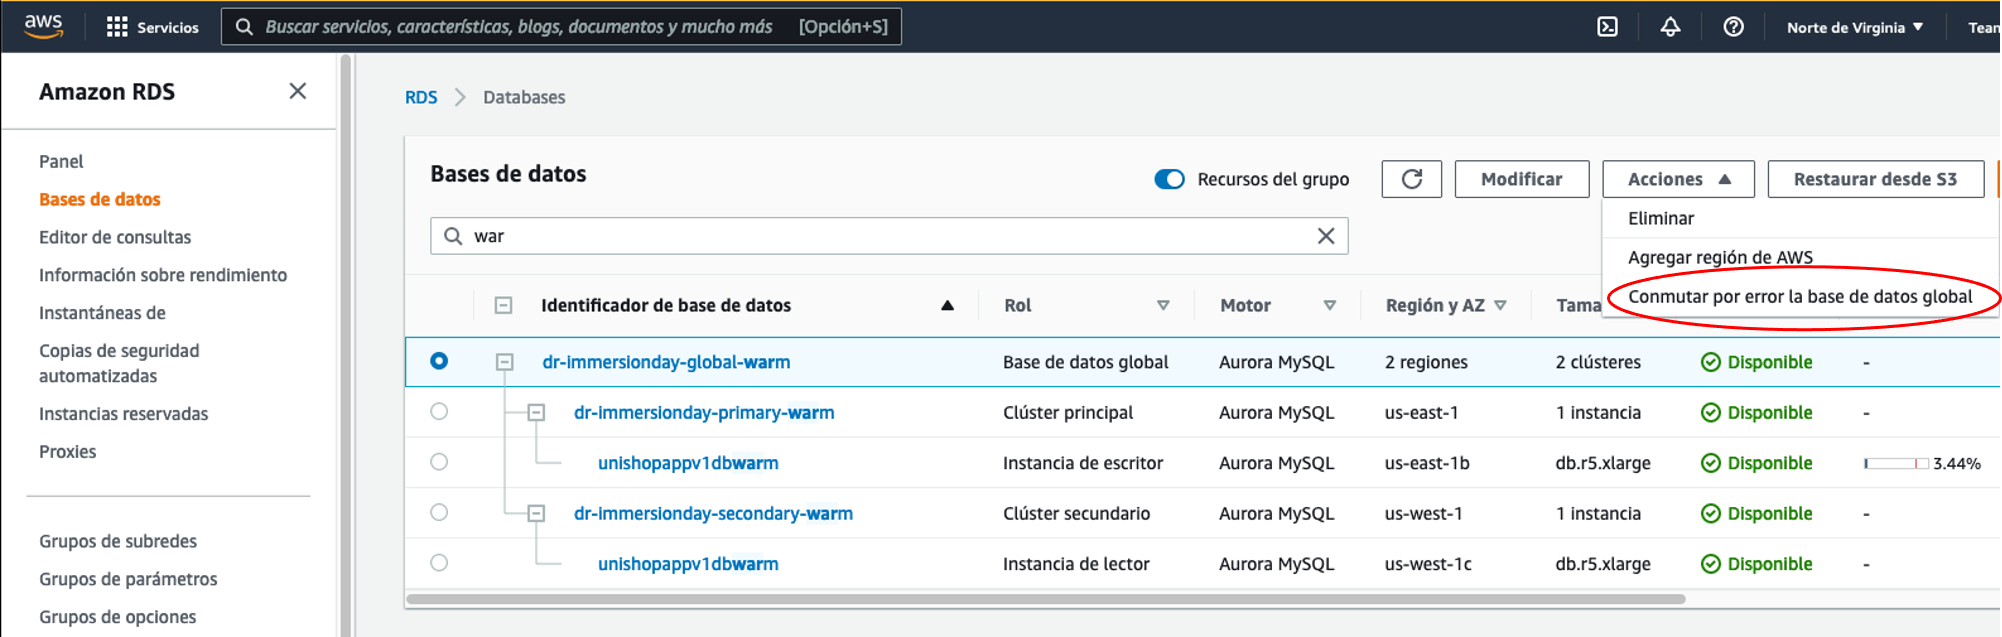 aws
Servicios
Buscar servicios, características, blogs, documentos y mucho más [Opción+S]
Norte de Virginia
Amazon RDS
Panel
Bases de datos
Editor de consultas
Información sobre rendimiento
Instantáneas de
Copias de seguridad
automatizadas
Instancias reservadas
Proxies
Grupos de subredes
Grupos de parámetros
Grupos de opciones
RDS > Databases
Bases de datos
Recursos del grupo
Modificar
Acciones
Restaurar desde S3
Eliminar
Agregar región de AWS
Conmutar por error la base de datos global
war
Identificador de base de datos Rol Motor Región y AZ Tama
dr-immersionday-global-warm Base de datos global Aurora MySQL 2 regiones 2 clústeres Disponible -
dr-immersionday-primary-warm Clúster principal Aurora MySQL us-east-1 1 instancia Disponible -
unishopappv1dbwarm Instancia de escritor Aurora MySQL us-east-1b db.r5.xlarge Disponible 3.44%
dr-immersionday-secondary-warm Clúster secundario Aurora MySQL us-west-1 1 instancia Disponible -
unishopappv1dbwarm Instancia de lector Aurora MySQL us-west-1c db.r5.xlarge Disponible -